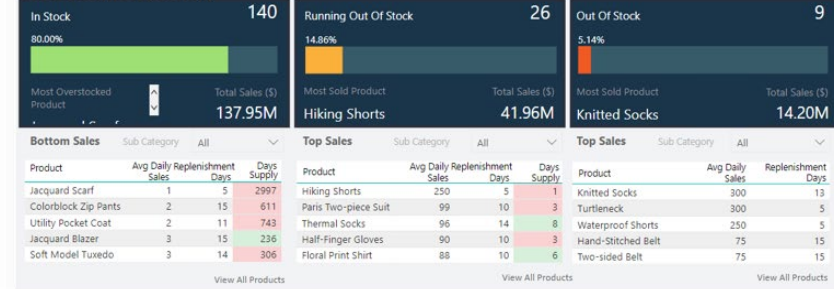 In Stock 140
80.00%
Most Overstocked Product Total Sales ($)
137.95M
Bottom Sales Sub Category All
Product Avg Daily Sales Replenishment Days Days Supply
Jacquard Scarf 1 5 2997
Colorblock Zip Pants 2 15 611
Utility Pocket Coat 2 11 743
Jacquard Blazer 3 15 236
Soft Model Tuxedo 3 14 306
View All Products
Running Out Of Stock 26
14.86%
Most Sold Product Total Sales ($)
Hiking Shorts 41.96M
Top Sales Sub Category All
Product Avg Daily Sales Replenishment Days Days Supply
Hiking Shorts 250 5 1
Paris Two-piece Suit 99 10 3
Thermal Socks 96 14 8
Half-Finger Gloves 90 10 3
Floral Print Shirt 88 10 6
View All Products
Out Of Stock 9
5.14%
Most Sold Product Total Sales ($)
Knitted Socks 14.20M
Top Sales Sub Category All
Product Avg Daily Sales Replenishment Days
Knitted Socks 300 13
Turtleneck 300 5
Waterproof Shorts 250 5
Hand-Stitched Belt 75 15
Two-sided Belt 75 15
View All Products